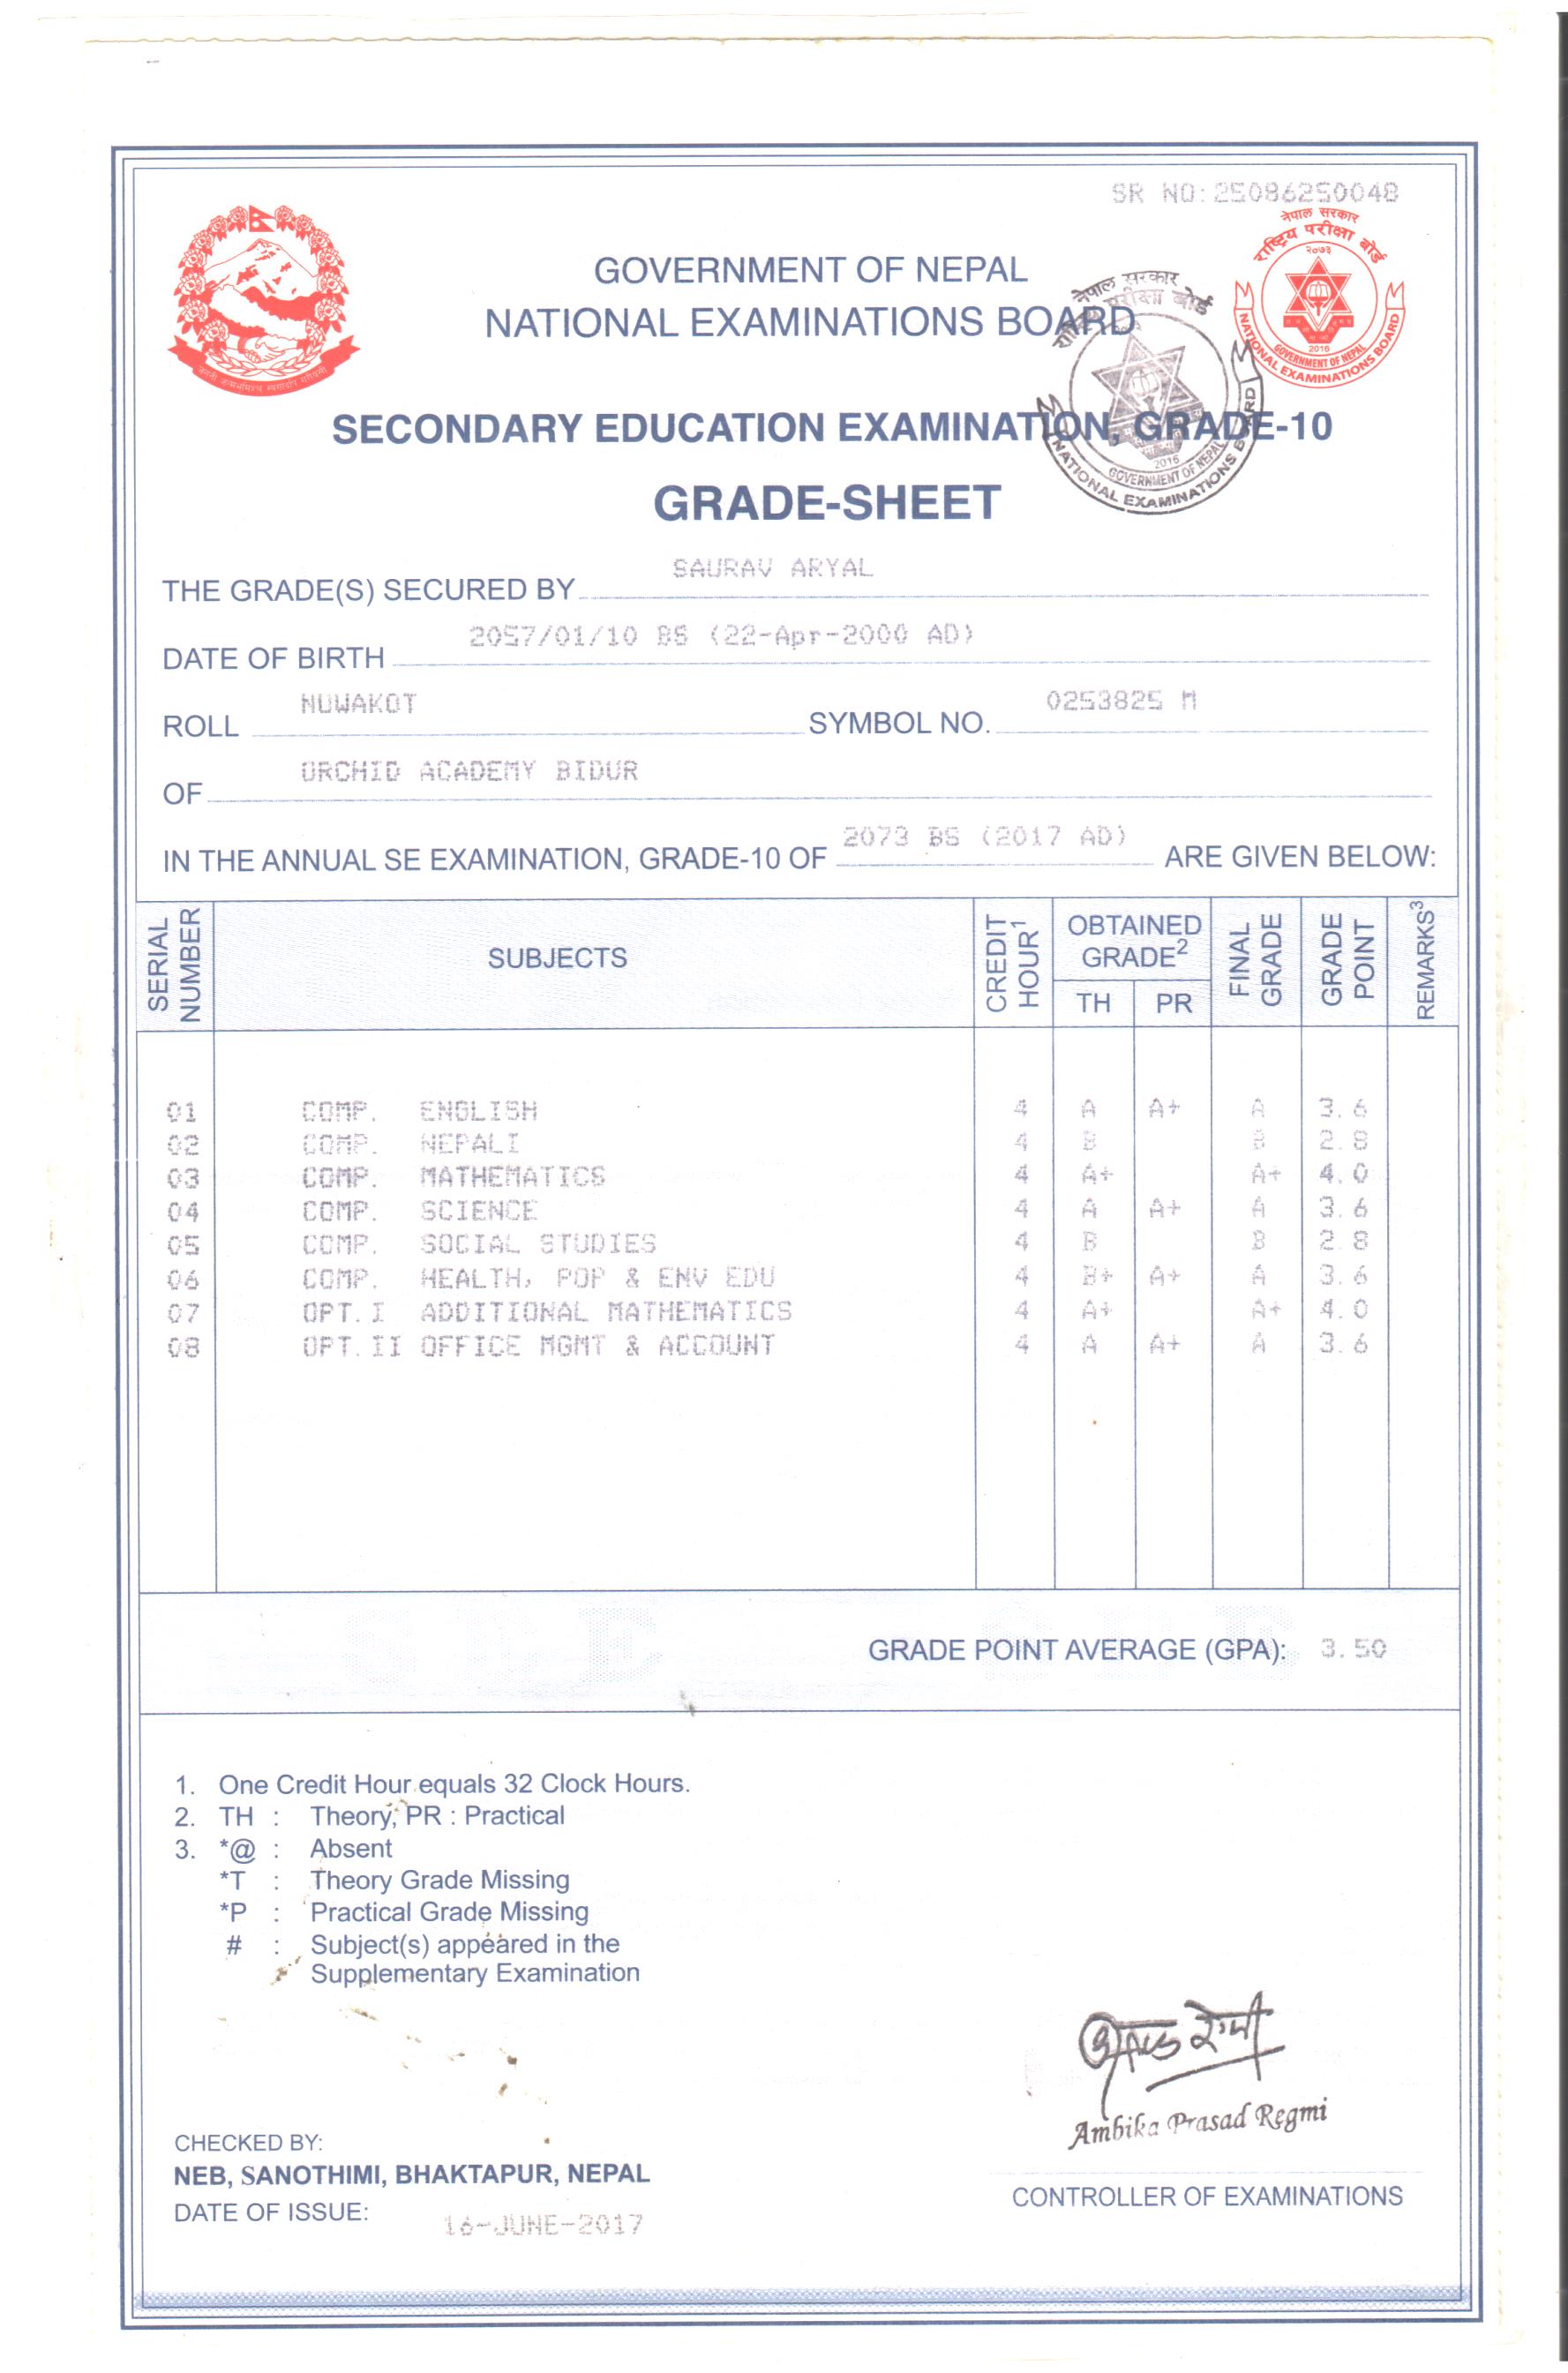 SR NO:25086250048
नेपाल सरकार
राष्ट्रिय परीक्षा बोर्ड
२०७३
2016
GOVERNMENT OF NEPAL
NATIONAL EXAMINATIONS BOARD
जननी जन्मभूमिश्च स्वर्गादपि गरीयसी
GOVERNMENT OF NEPAL
NATIONAL EXAMINATIONS BOARD
नेपाल सरकार
राष्ट्रिय परीक्षा बोर्ड
2016
GOVERNMENT OF NEPAL
NATIONAL EXAMINATIONS BOARD
SECONDARY EDUCATION EXAMINATION, GRADE-10
GRADE-SHEET
THE GRADE(S) SECURED BY SAURAV ARYAL
DATE OF BIRTH 2057/01/10 BS (22-Apr-2000 AD)
ROLL NUWAKOT SYMBOL NO. 0253825 M
OF ORCHID ACADEMY BIDUR
IN THE ANNUAL SE EXAMINATION, GRADE-10 OF 2073 BS (2017 AD) ARE GIVEN BELOW:
SERIAL NUMBER SUBJECTS CREDIT HOUR1 OBTAINED GRADE2 FINAL GRADE GRADE POINT REMARKS3
TH PR
01 COMP. ENGLISH 4 A A+ A 3.6
02 COMP. NEPALI 4 B B 2.8
03 COMP. MATHEMATICS 4 A+ A+ 4.0
04 COMP. SCIENCE 4 A A+ A 3.6
05 COMP. SOCIAL STUDIES 4 B B 2.8
06 COMP. HEALTH, POP & ENV EDU 4 B+ A+ A 3.6
07 OPT.I ADDITIONAL MATHEMATICS 4 A+ A+ 4.0
08 OPT.II OFFICE MGMT & ACCOUNT 4 A A+ A 3.6
GRADE POINT AVERAGE (GPA): 3.50
1. One Credit Hour equals 32 Clock Hours.
2. TH : Theory, PR : Practical
3. *@ : Absent
*T : Theory Grade Missing
*P : Practical Grade Missing
# : Subject(s) appeared in the
Supplementary Examination
Ambika Prasad Regmi
CHECKED BY:
NEB, SANOTHIMI, BHAKTAPUR, NEPAL
CONTROLLER OF EXAMINATIONS
DATE OF ISSUE: 16-JUNE-2017